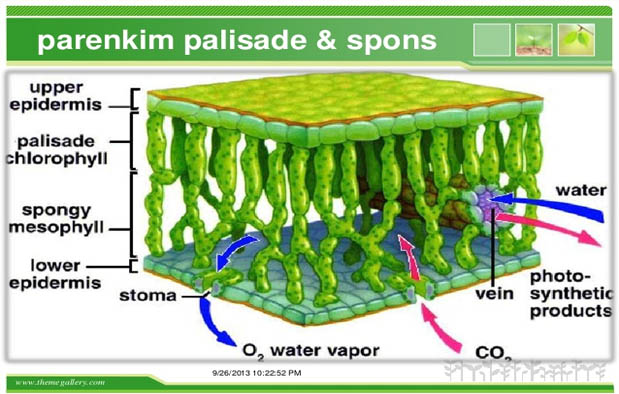 parenkim palisade & spons
upper
epidermis
palisade
chlorophyll
spongy
mesophyll
lower
epidermis
stoma
water
photo-
synthetic
products
vein
O₂ water vapor
CO₂
9/26/2013 10:22:52 PM
www.themegallery.com